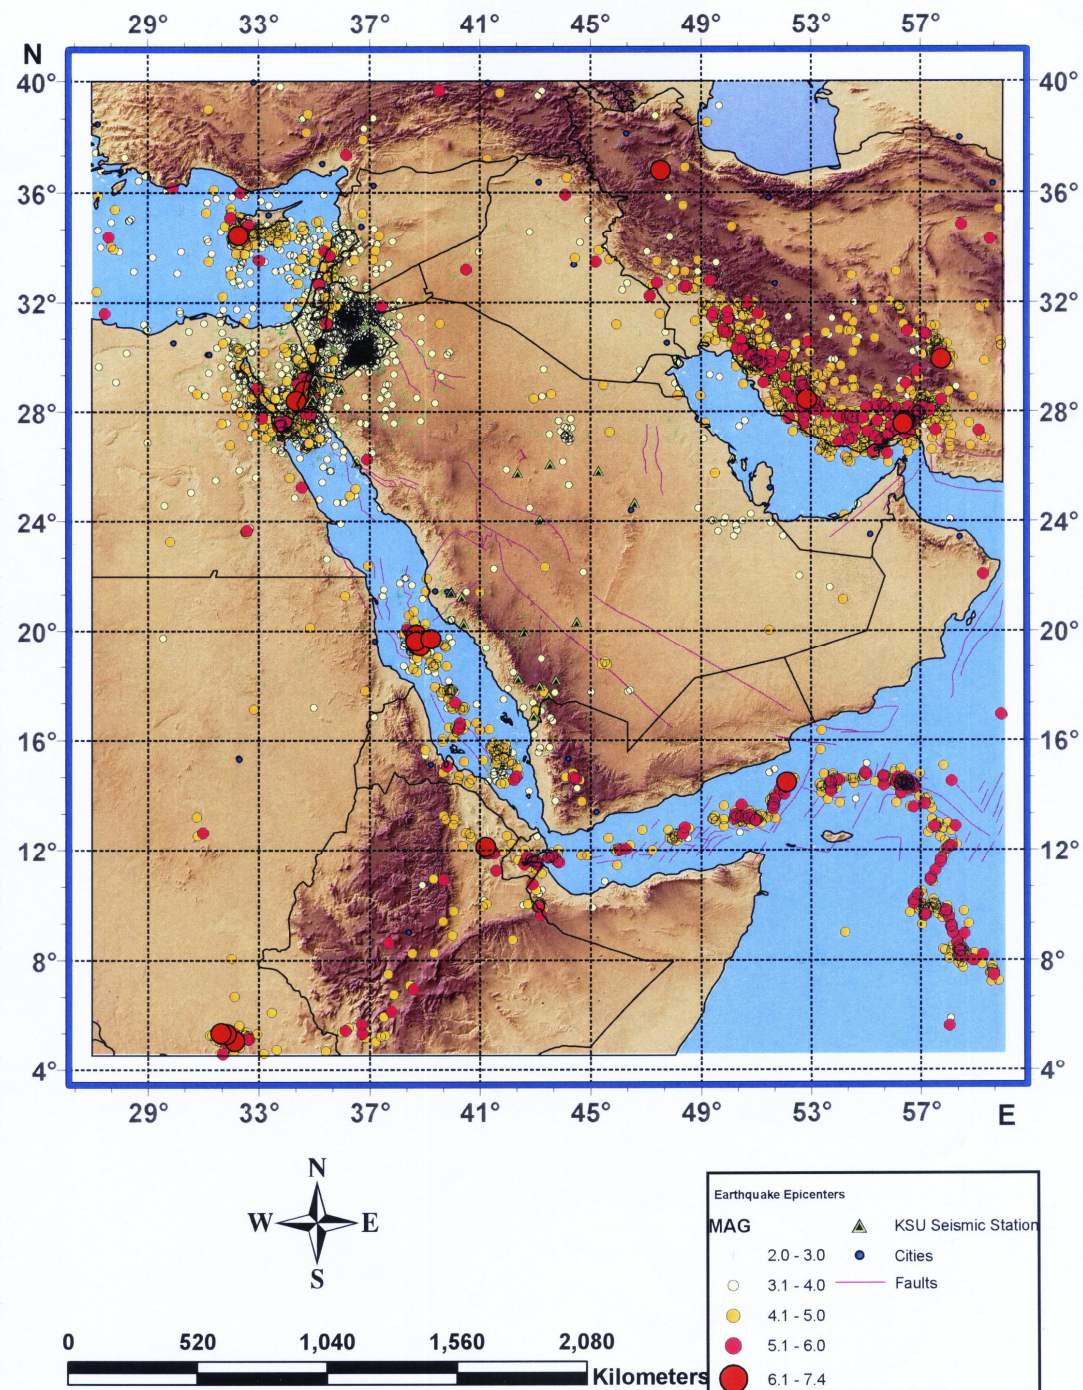 29° 33° 37° 41° 45° 49° 53° 57°
N
40° 40°
36° 36°
32° 32°
28° 28°
24° 24°
20° 20°
16° 16°
12° 12°
8° 8°
4° 4°
29° 33° 37° 41° 45° 49° 53° 57° E
N
W E
S
Earthquake Epicenters
MAG KSU Seismic Station
2.0 - 3.0 Cities
3.1 - 4.0 Faults
4.1 - 5.0
5.1 - 6.0
6.1 - 7.4
0 520 1,040 1,560 2,080
Kilometers